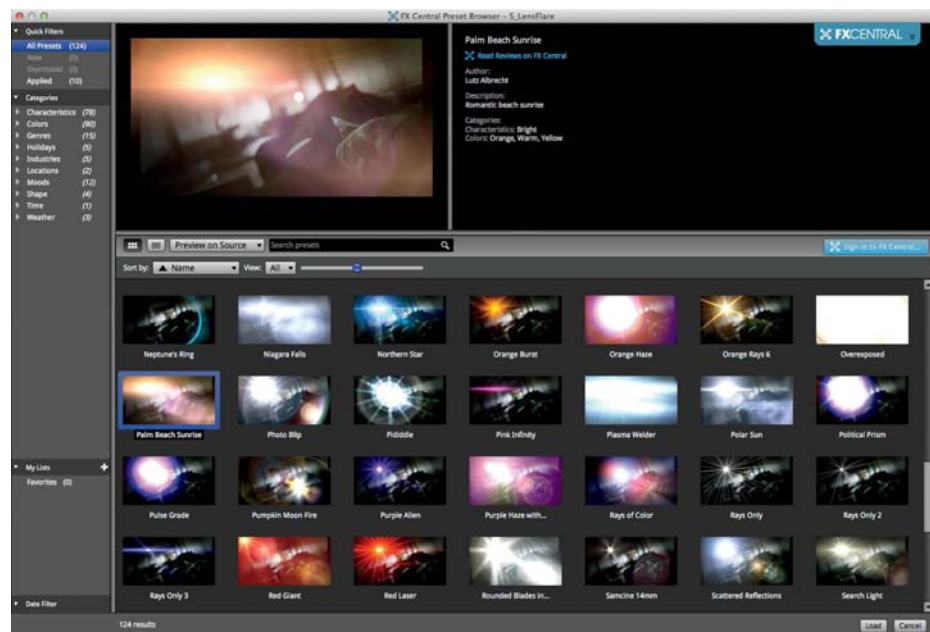 FX Central Preset Browser – S_LensFlare
Quick Filters
All Presets (124)
New (0)
Shortlisted (0)
Applied (10)
Categories
Characteristics (78)
Colors (90)
Genres (15)
Holidays (5)
Industries (5)
Locations (2)
Moods (12)
Shape (4)
Time (1)
Weather (3)
My Lists +
Favorites (0)
Date Filter
Palm Beach Sunrise
Read Reviews on FX Central
Author:
Lutz Albrecht
Description:
Romantic beach sunrise
Categories:
Characteristics: Bright
Colors: Orange, Warm, Yellow
FXCENTRAL
Preview on Source
Search presets
Sign in to FX Central...
Sort by: Name View: All
Neptune's Ring Niagara Falls Northern Star Orange Burst Orange Haze Orange Rays 6 Overexposed
Palm Beach Sunrise Photo Blip Pididdle Pink Infinity Plasma Welder Polar Sun Political Prism
Pulse Grade Pumpkin Moon Fire Purple Alien Purple Haze with... Rays of Color Rays Only Rays Only 2
Rays Only 3 Red Giant Red Laser Rounded Blades in... Samcine 14mm Scattered Reflections Search Light
124 results
Load Cancel